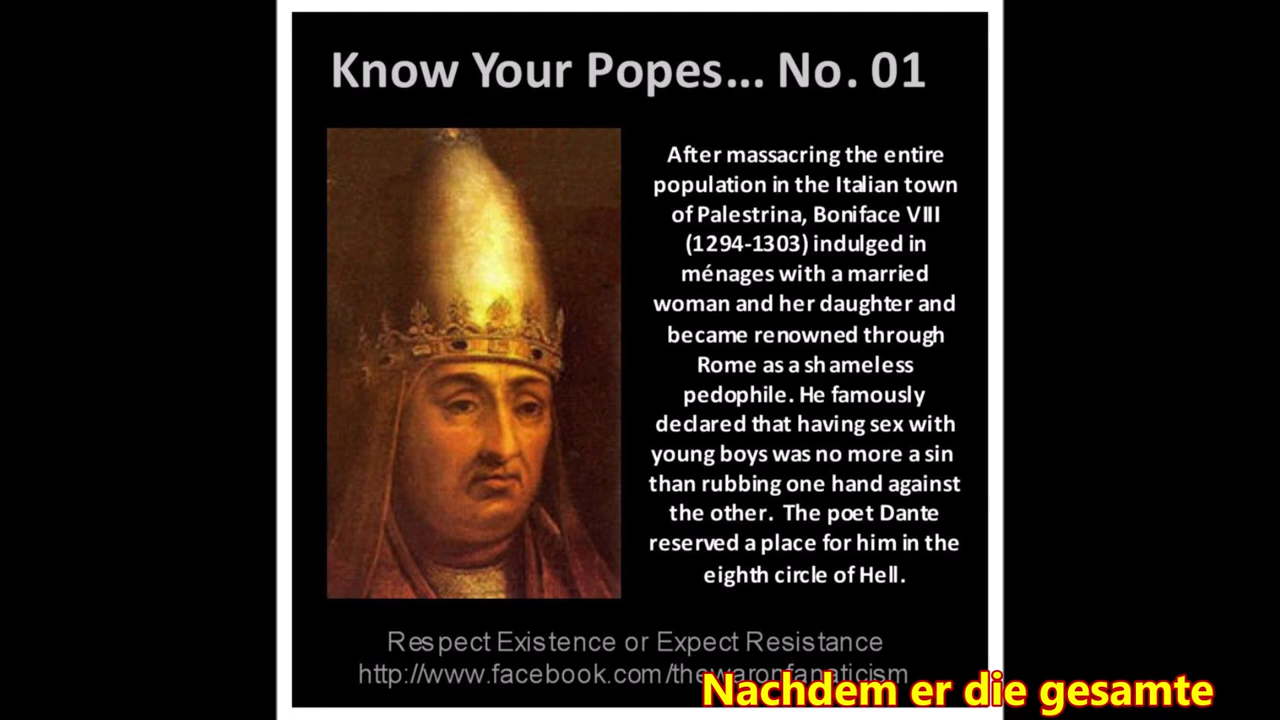 Know Your Popes... No. 01
After massacring the entire
population in the Italian town
of Palestrina, Boniface VIII
(1294-1303) indulged in
ménages with a married
woman and her daughter and
became renowned through
Rome as a shameless
pedophile. He famously
declared that having sex with
young boys was no more a sin
than rubbing one hand against
the other. The poet Dante
reserved a place for him in the
eighth circle of Hell.
Respect Existence or Expect Resistance
http://www.facebook.com/thewaronfanaticism
Nachdem er die gesamte